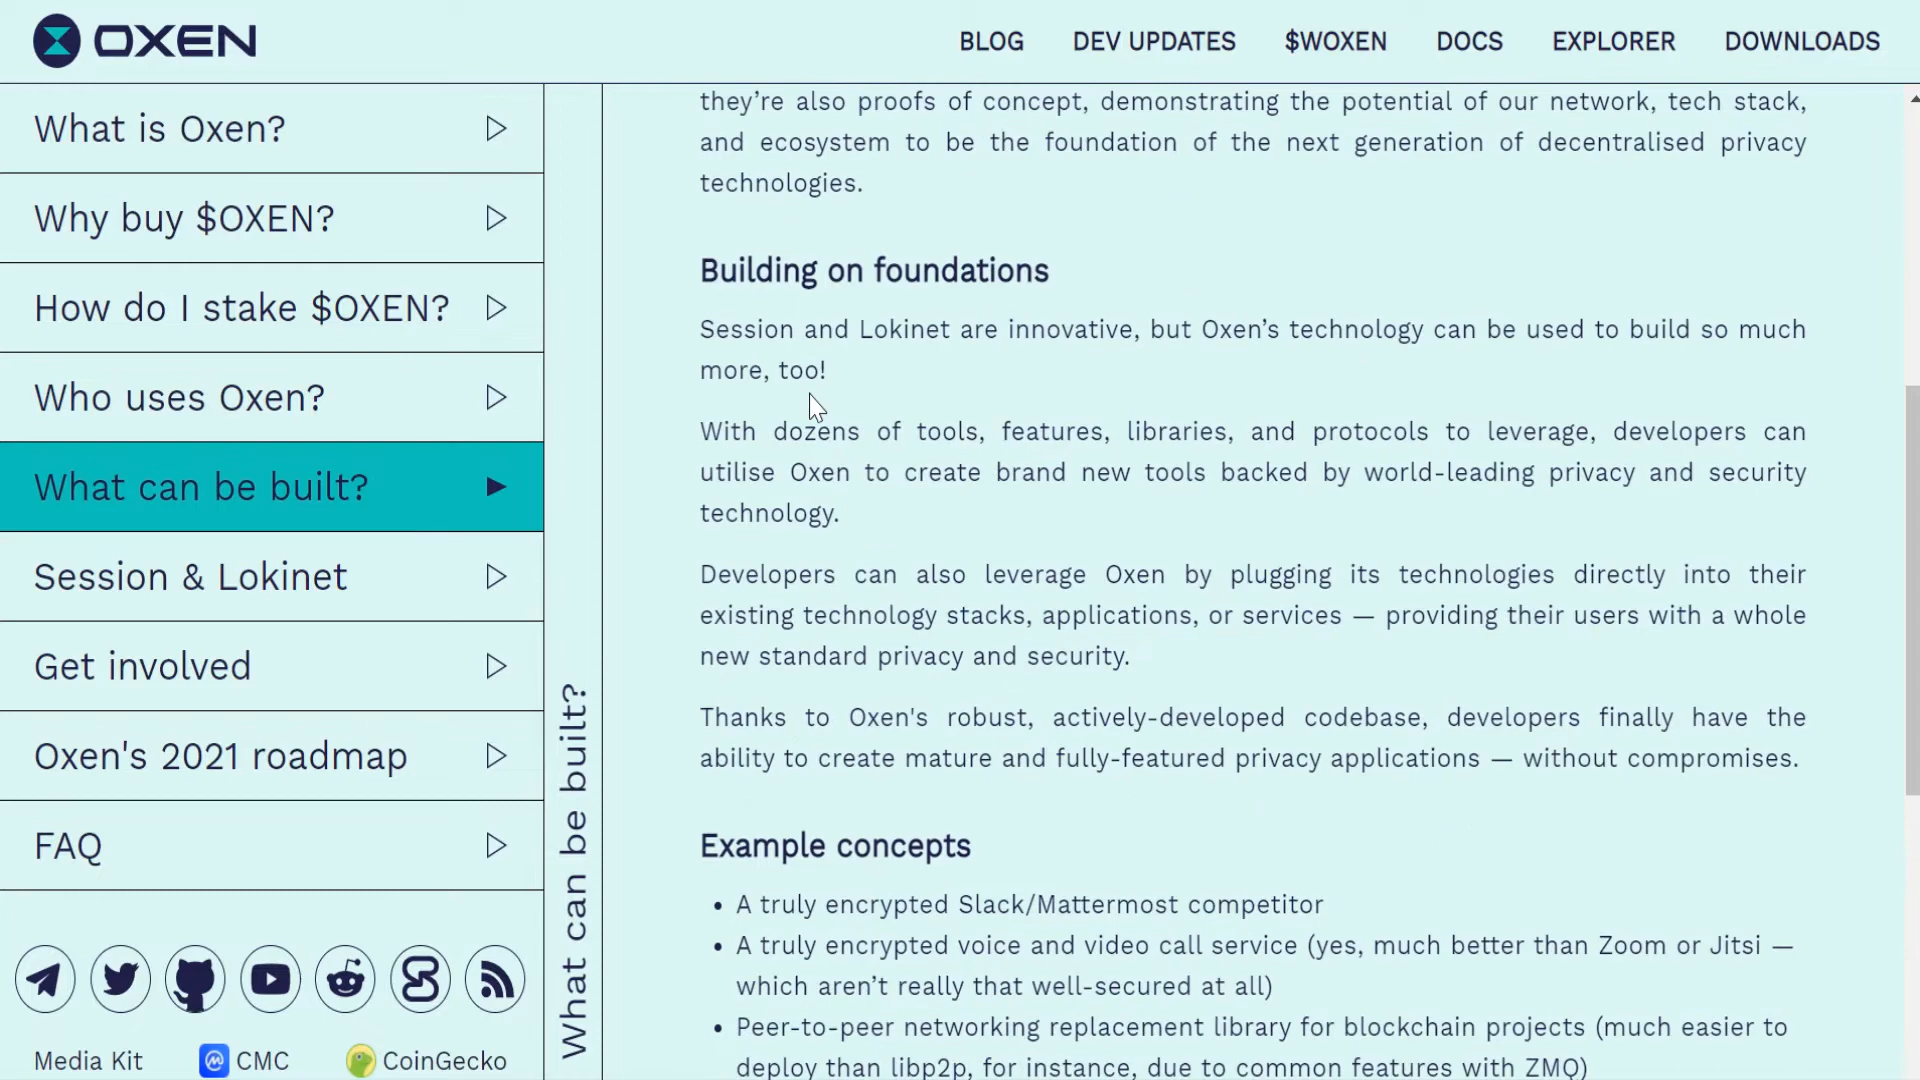 OXEN
BLOG
DEV UPDATES
$WOXEN
DOCS
EXPLORER
DOWNLOADS
What is Oxen?
Why buy $OXEN?
How do I stake $OXEN?
Who uses Oxen?
What can be built?
Session & Lokinet
Get involved
Oxen's 2021 roadmap
FAQ
Media Kit
CMC
CoinGecko
What can be built?
they’re also proofs of concept, demonstrating the potential of our network, tech stack,
and ecosystem to be the foundation of the next generation of decentralised privacy
technologies.
Building on foundations
Session and Lokinet are innovative, but Oxen’s technology can be used to build so much
more, too!
With dozens of tools, features, libraries, and protocols to leverage, developers can
utilise Oxen to create brand new tools backed by world-leading privacy and security
technology.
Developers can also leverage Oxen by plugging its technologies directly into their
existing technology stacks, applications, or services — providing their users with a whole
new standard privacy and security.
Thanks to Oxen's robust, actively-developed codebase, developers finally have the
ability to create mature and fully-featured privacy applications — without compromises.
Example concepts
• A truly encrypted Slack/Mattermost competitor
• A truly encrypted voice and video call service (yes, much better than Zoom or Jitsi —
which aren’t really that well-secured at all)
• Peer-to-peer networking replacement library for blockchain projects (much easier to
deploy than libp2p, for instance, due to common features with ZMQ)